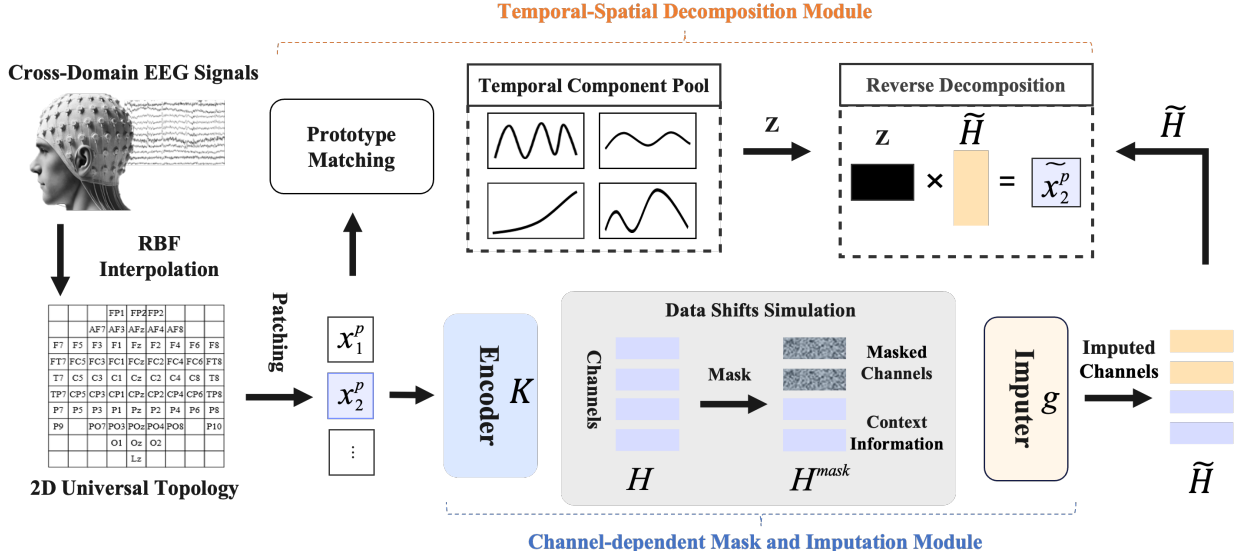 Temporal-Spatial Decomposition Module
Cross-Domain EEG Signals
Prototype
Matching
Temporal Component Pool
z
Reverse Decomposition
z
H̃
× =
x̃₂ᵖ
H̃
RBF
Interpolation
FP1 FPZ FP2
AF7 AF3 AFz AF4 AF8
F7 F5 F3 F1 Fz F2 F4 F6 F8
FT7 FC5 FC3 FC1 FCz FC2 FC4 FC6 FT8
T7 C5 C3 C1 Cz C2 C4 C8 T8
TP7 CP5 CP3 CP1 CPz CP2 CP4 CP6 TP8
P7 P5 P3 P1 Pz P2 P4 P6 P8
P9 PO7 PO3 POz PO4 PO8 P10
O1 Oz O2
Lz
2D Universal Topology
Patching
x₁ᵖ
x₂ᵖ
⋮
Encoder
K
Data Shifts Simulation
Channels
Mask
Masked
Channels
Context
Information
H
Hᵐᵃˢᵏ
Imputer
g
Imputed
Channels
H̃
Channel-dependent Mask and Imputation Module